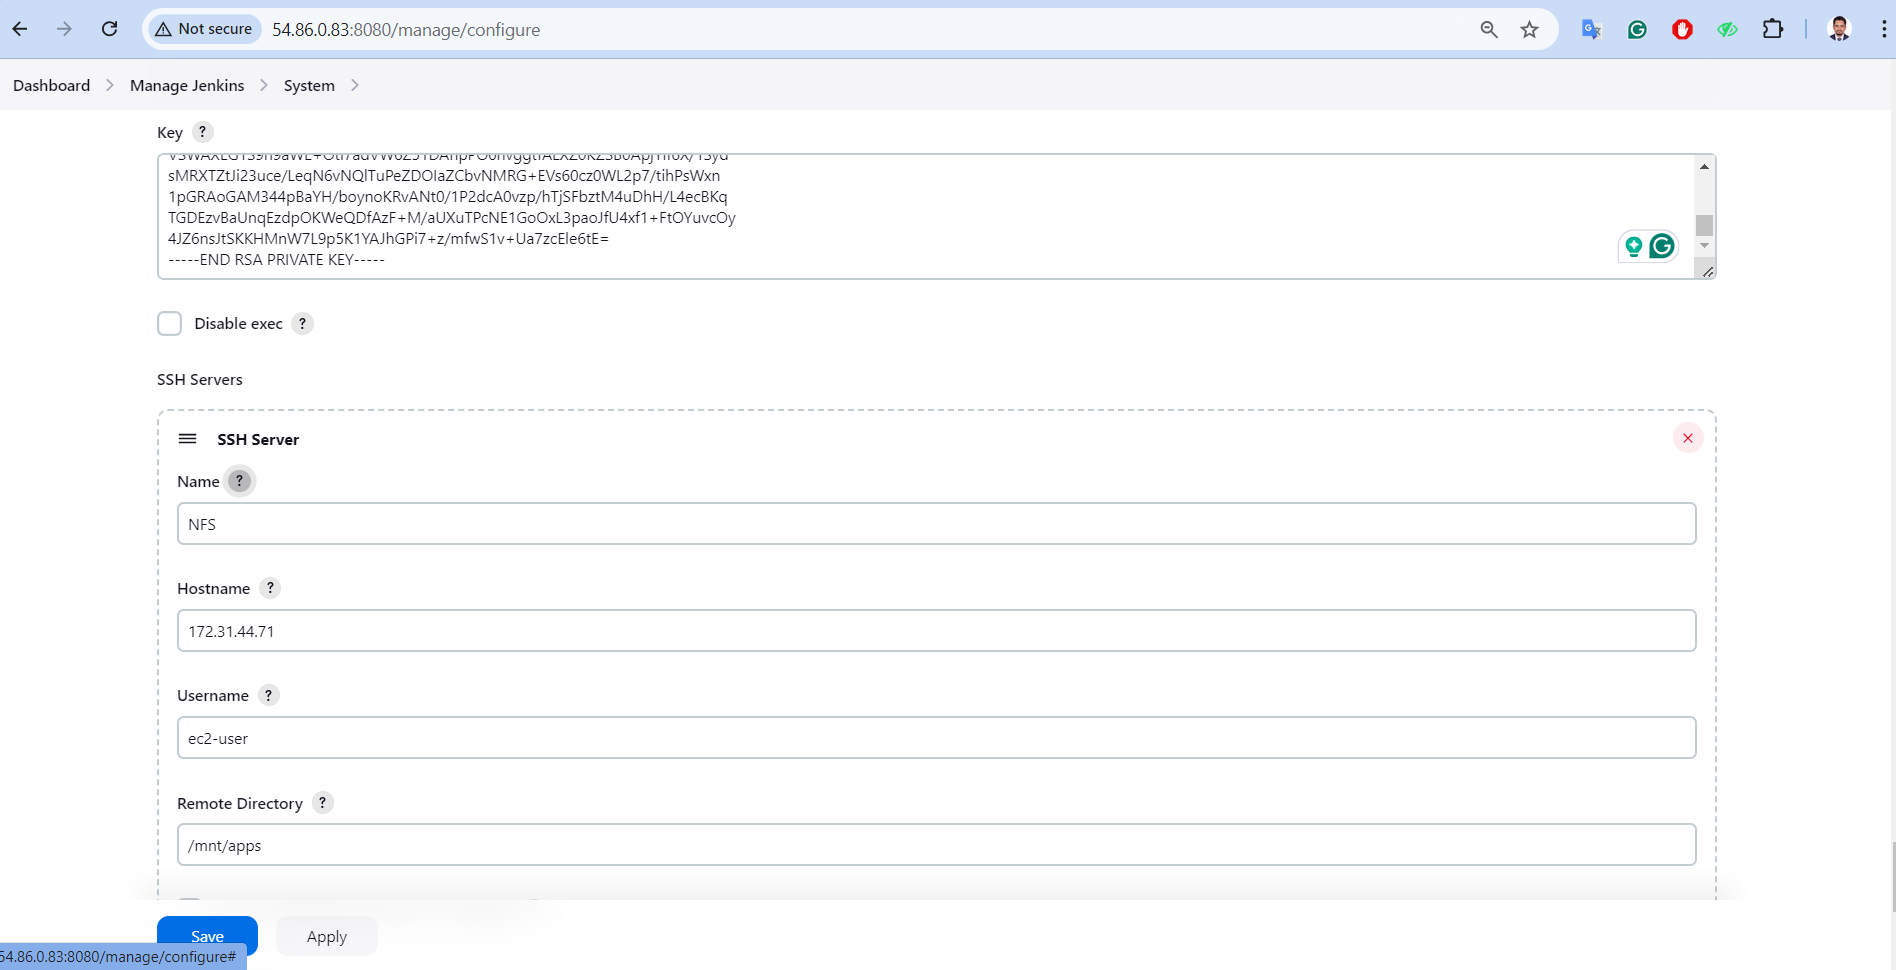 Not secure
54.86.0.83:8080/manage/configure
Dashboard
Manage Jenkins
System
Key ?
sMRXTZtJi23uce/LeqN6vNQlTuPeZDOIaZCbvNMRG+EVs60cz0WL2p7/tihPsWxn
1pGRAoGAM344pBaYH/boynoKRvANt0/1P2dcA0vzp/hTjSFbztM4uDhH/L4ecBKq
TGDEzvBaUnqEzdpOKWeQDfAzF+M/aUXuTPcNE1GoOxL3paoJfU4xf1+FtOYuvcOy
4JZ6nsJtSKKHMnW7L9p5K1YAJhGPi7+z/mfwS1v+Ua7zcEle6tE=
-----END RSA PRIVATE KEY-----
Disable exec ?
SSH Servers
SSH Server
Name ?
NFS
Hostname ?
172.31.44.71
Username ?
ec2-user
Remote Directory ?
/mnt/apps
Save
Apply
54.86.0.83:8080/manage/configure#